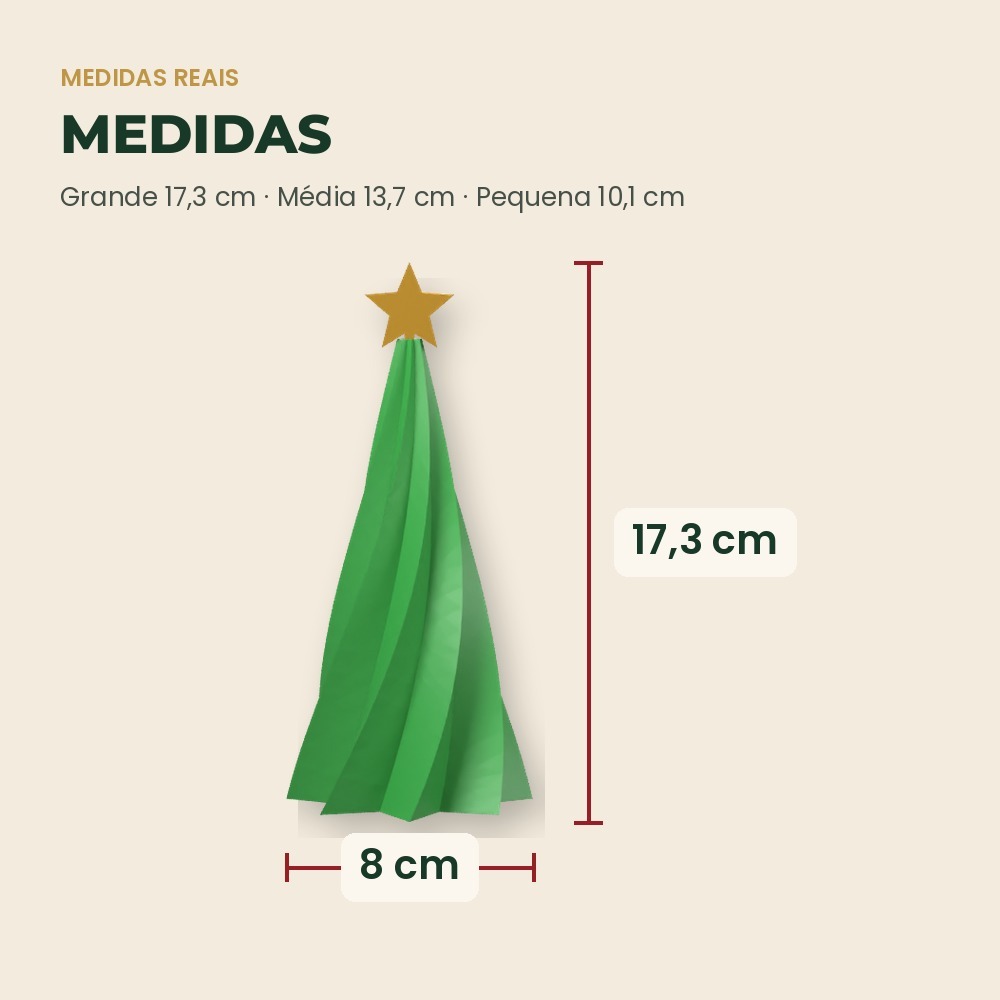 MEDIDAS REAIS
MEDIDAS
Grande 17,3 cm · Média 13,7 cm · Pequena 10,1 cm
17,3 cm
8 cm